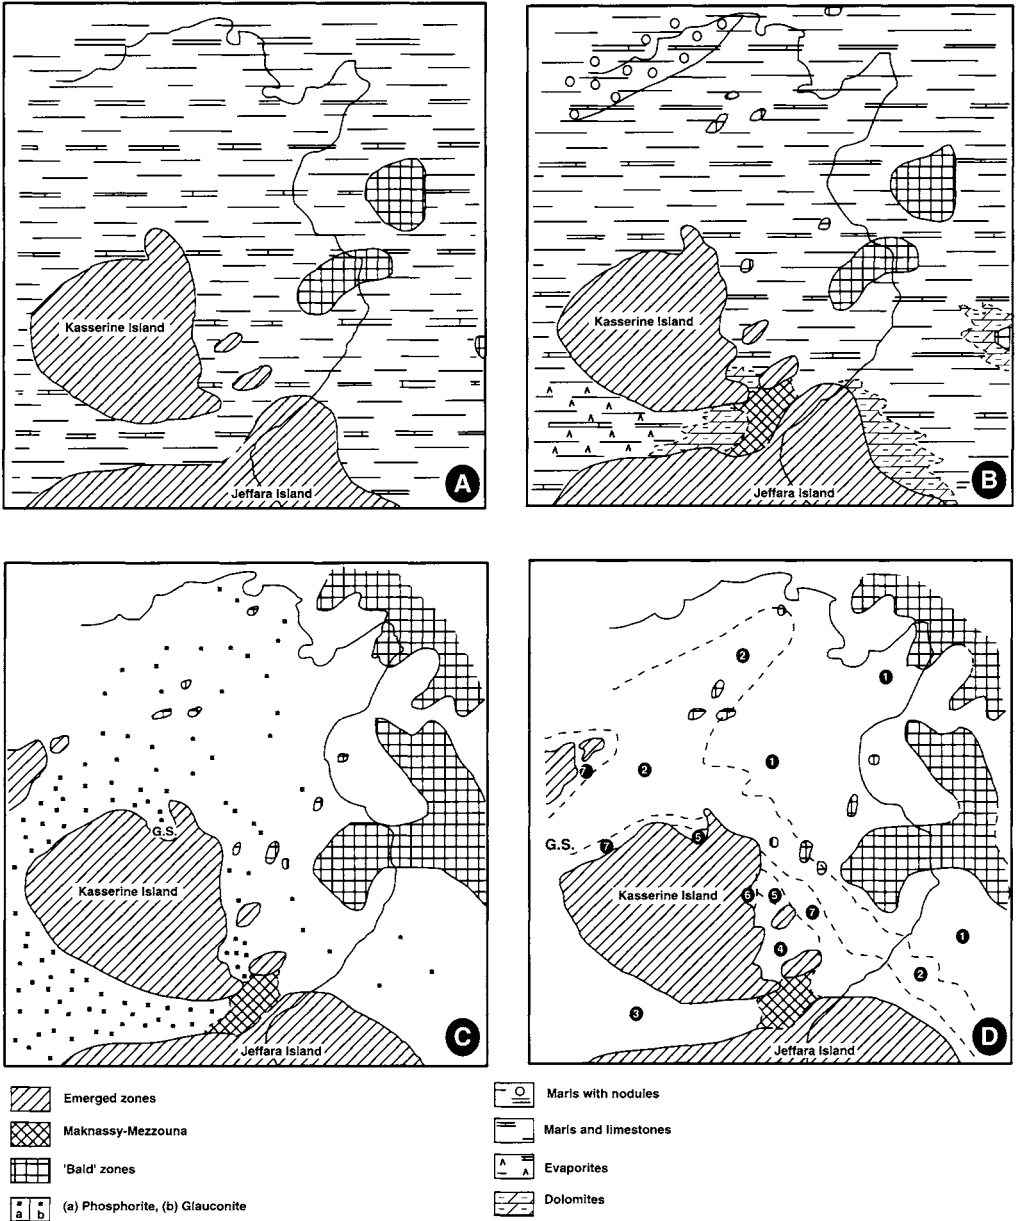 Kasserine Island
Jeffara Island
A
Kasserine Island
Jeffara Island
B
G.S.
Kasserine Island
Jeffara Island
C
2
1
7
2
1
G.S.
7
5
Kasserine Island
6
5
7
4
1
2
3
Jeffara Island
D
Emerged zones
Maknassy-Mezzouna
'Bald' zones
a b (a) Phosphorite, (b) Glauconite
Marls with nodules
Marls and limestones
Evaporites
Dolomites